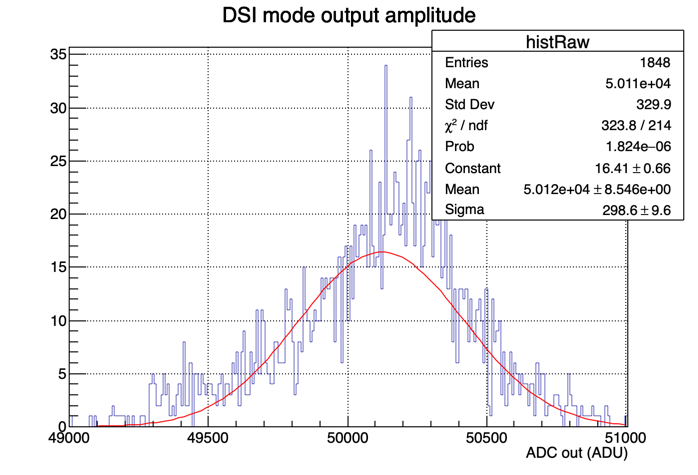 DSI mode output amplitude
histRaw
Entries 1848
Mean 5.011e+04
Std Dev 329.9
χ² / ndf 323.8 / 214
Prob 1.824e−06
Constant 16.41 ± 0.66
Mean 5.012e+04 ± 8.546e+00
Sigma 298.6 ± 9.6
35
30
25
20
15
10
5
0
49000 49500 50000 50500 51000
ADC out (ADU)